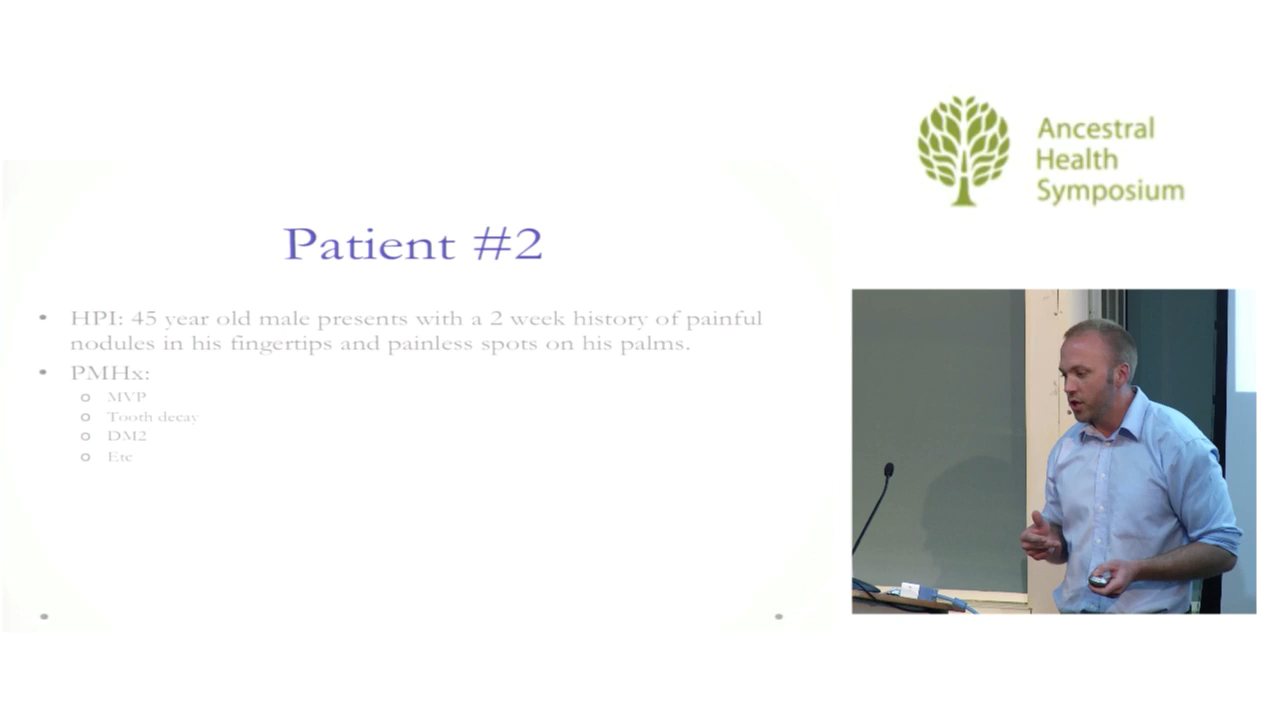 Patient #2
• HPI: 45 year old male presents with a 2 week history of painful
nodules in his fingertips and painless spots on his palms.
• PMHx:
o MVP
o Tooth decay
o DM2
o Etc
Ancestral
Health
Symposium